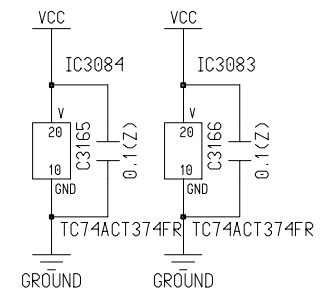 VCC VCC
IC3084 IC3083
V V
20 20
C3165 0.1(Z) C3166 0.1(Z)
10 10
GND GND
TC74ACT374FR TC74ACT374FR
GROUND GROUND